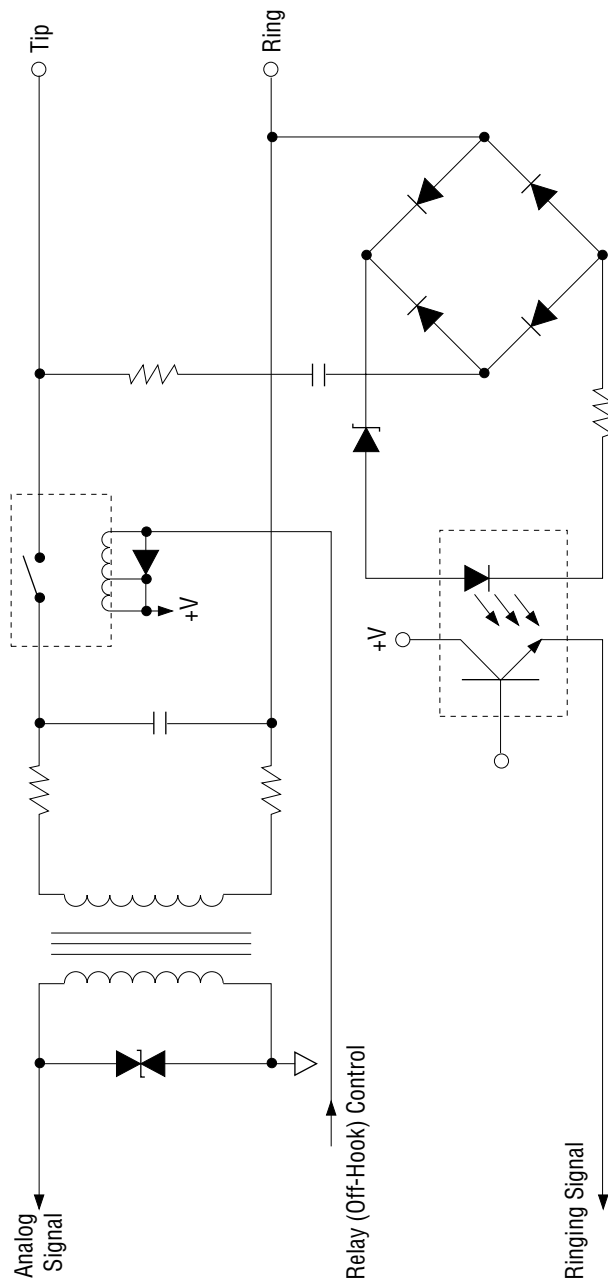 Tip
Ring
+V
+V
Analog
Signal
Relay (Off-Hook) Control
Ringing Signal